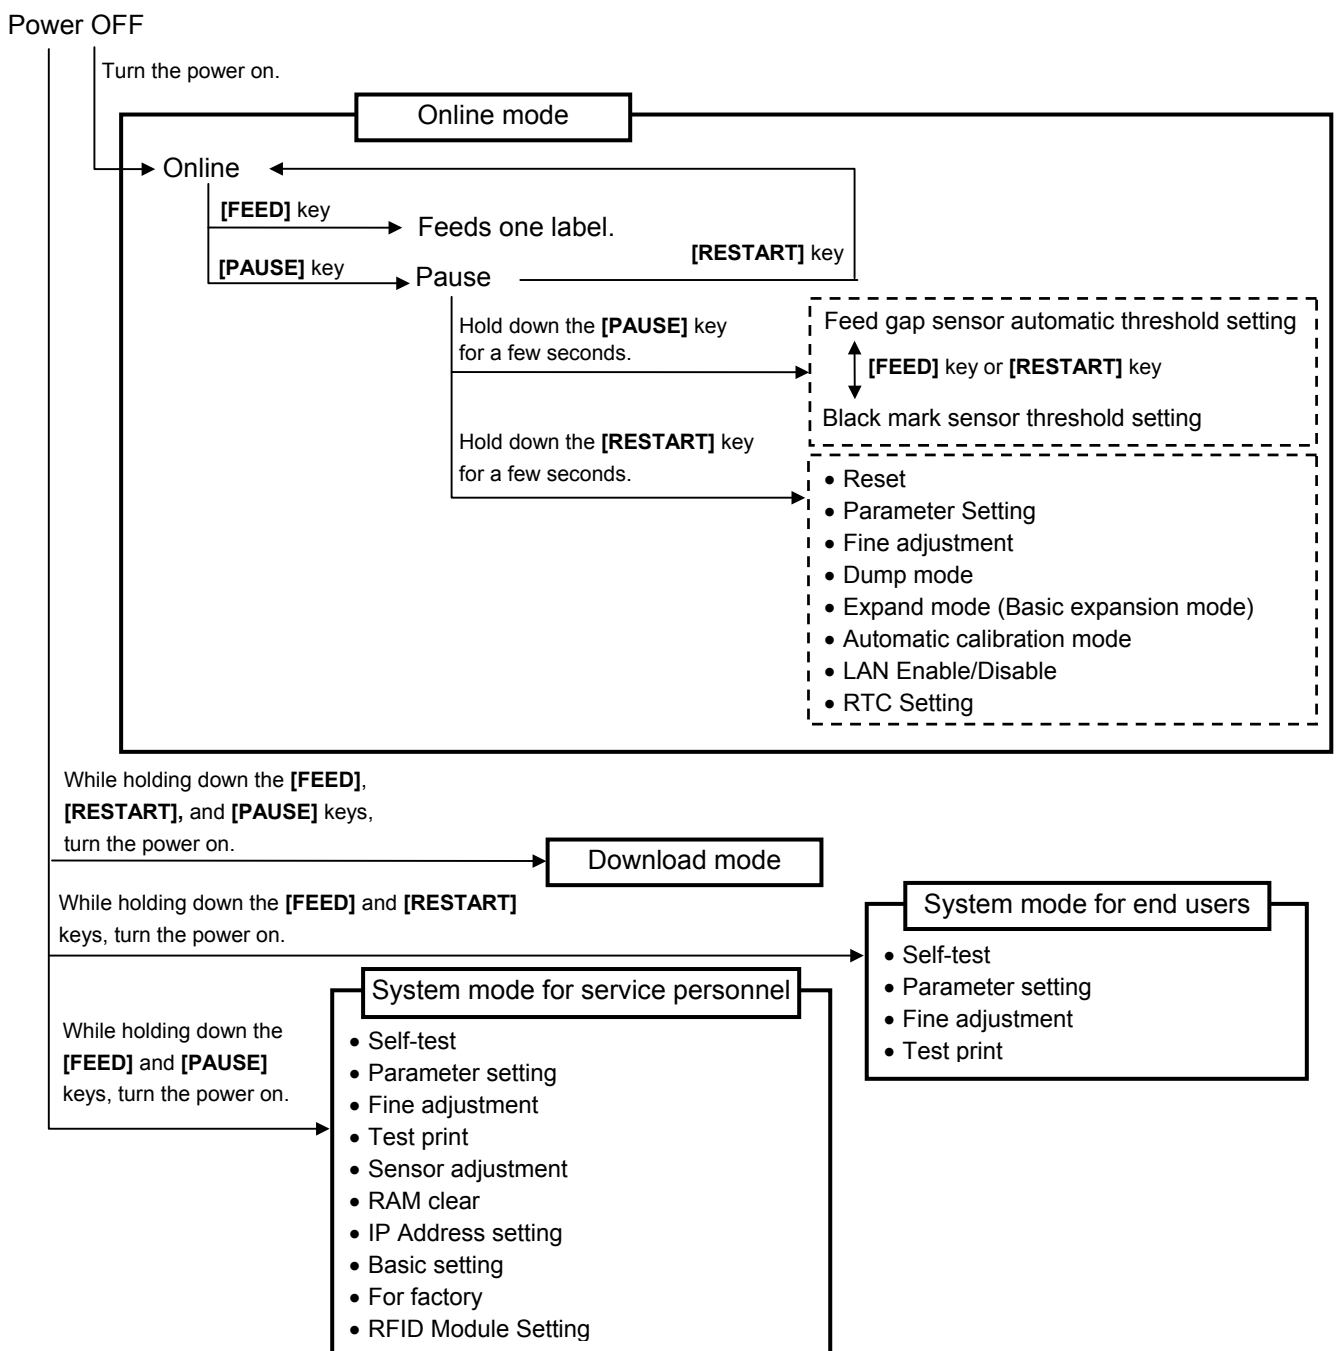 Power OFF
Turn the power on.
Online mode
Online
[FEED] key
Feeds one label.
[RESTART] key
[PAUSE] key
Pause
Hold down the [PAUSE] key
for a few seconds.
Feed gap sensor automatic threshold setting
[FEED] key or [RESTART] key
Black mark sensor threshold setting
Hold down the [RESTART] key
for a few seconds.
• Reset
• Parameter Setting
• Fine adjustment
• Dump mode
• Expand mode (Basic expansion mode)
• Automatic calibration mode
• LAN Enable/Disable
• RTC Setting
While holding down the [FEED],
[RESTART], and [PAUSE] keys,
turn the power on.
Download mode
While holding down the [FEED] and [RESTART]
keys, turn the power on.
System mode for end users
• Self-test
• Parameter setting
• Fine adjustment
• Test print
While holding down the
[FEED] and [PAUSE]
keys, turn the power on.
System mode for service personnel
• Self-test
• Parameter setting
• Fine adjustment
• Test print
• Sensor adjustment
• RAM clear
• IP Address setting
• Basic setting
• For factory
• RFID Module Setting